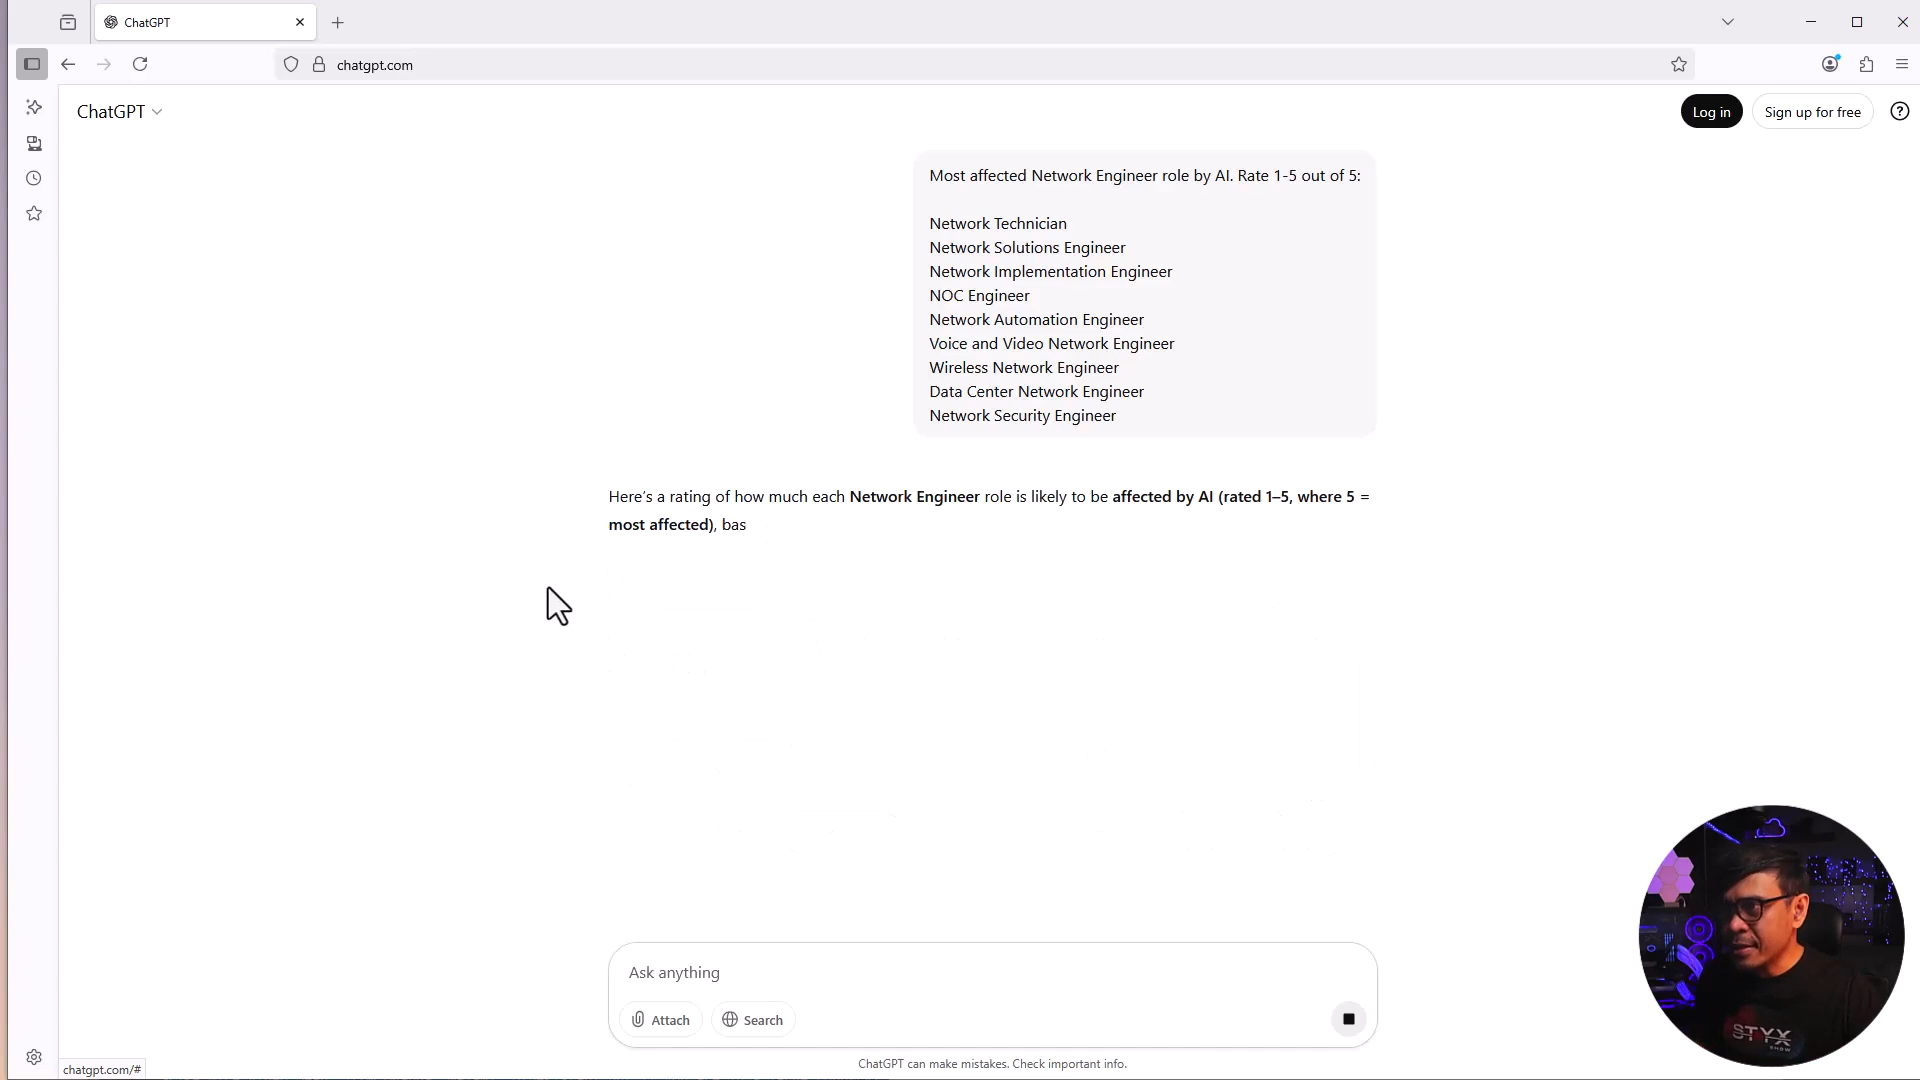 ChatGPT
chatgpt.com
ChatGPT
Log in
Sign up for free
Most affected Network Engineer role by AI. Rate 1-5 out of 5:
Network Technician
Network Solutions Engineer
Network Implementation Engineer
NOC Engineer
Network Automation Engineer
Voice and Video Network Engineer
Wireless Network Engineer
Data Center Network Engineer
Network Security Engineer
Here's a rating of how much each Network Engineer role is likely to be affected by AI (rated 1–5, where 5 =
most affected), bas
Ask anything
Attach
Search
ChatGPT can make mistakes. Check important info.
chatgpt.com/#
STYX
SHOW